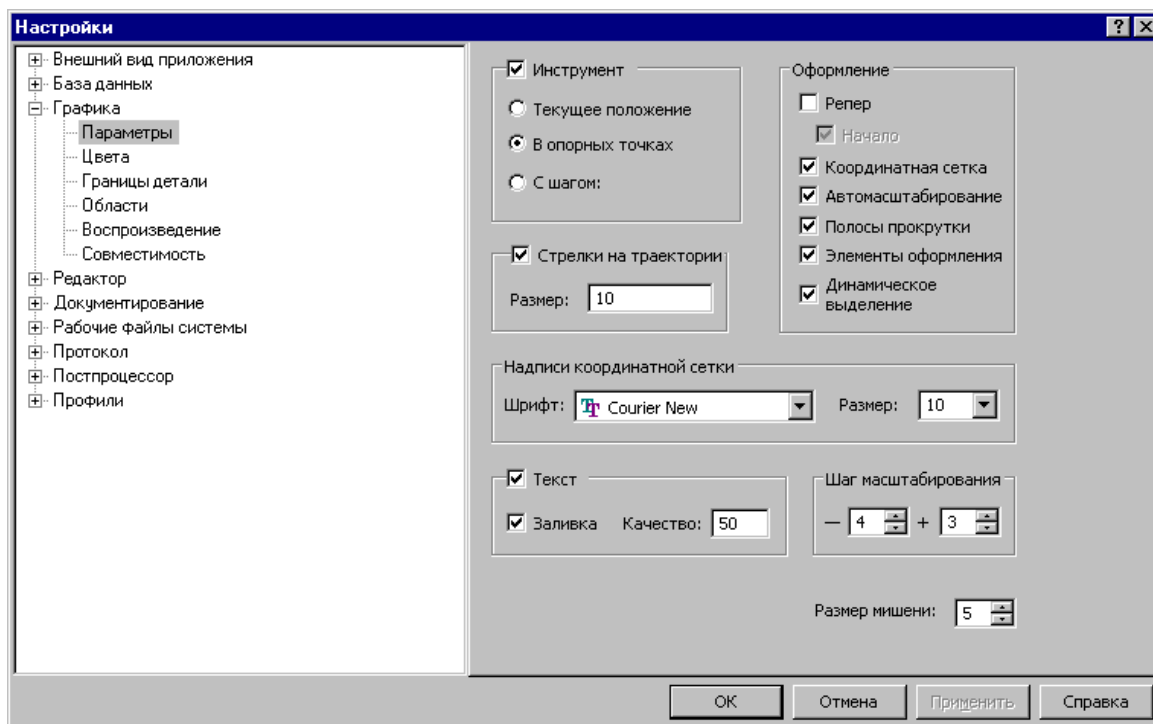 Настройки
Внешний вид приложения
База данных
Графика
Параметры
Цвета
Границы детали
Области
Воспроизведение
Совместимость
Редактор
Документирование
Рабочие файлы системы
Протокол
Постпроцессор
Профили
Инструмент
Текущее положение
В опорных точках
С шагом:
Оформление
Репер
Начало
Координатная сетка
Автомасштабирование
Полосы прокрутки
Элементы оформления
Динамическое
выделение
Стрелки на траектории
Размер: 10
Надписи координатной сетки
Шрифт: Courier New Размер: 10
Текст
Заливка Качество: 50
Шаг масштабирования
— 4 + 3
Размер мишени: 5
ОК Отмена Применить Справка